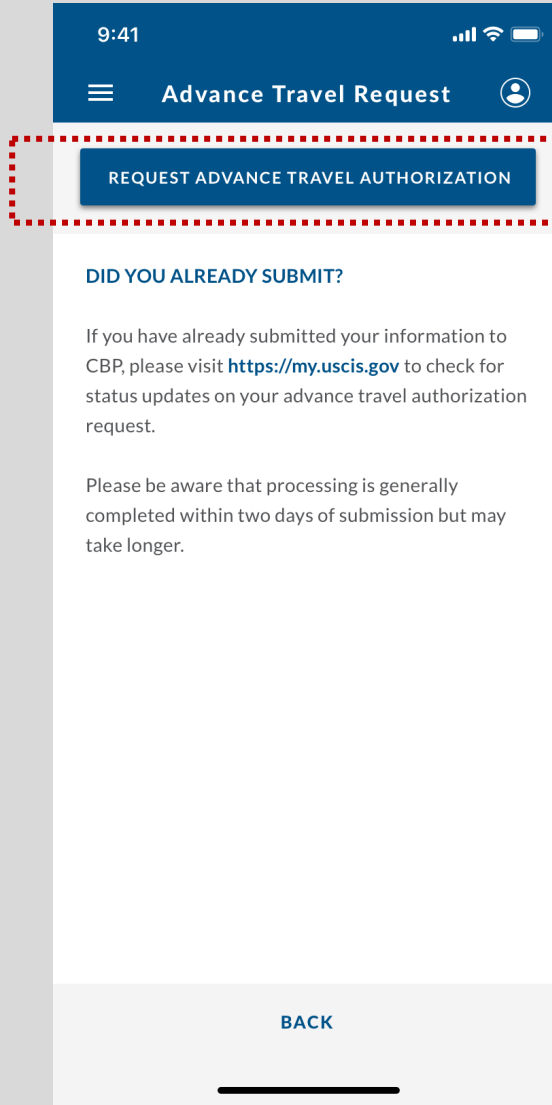 9:41
Advance Travel Request
REQUEST ADVANCE TRAVEL AUTHORIZATION
DID YOU ALREADY SUBMIT?
If you have already submitted your information to
CBP, please visit https://my.uscis.gov to check for
status updates on your advance travel authorization
request.
Please be aware that processing is generally
completed within two days of submission but may
take longer.
BACK